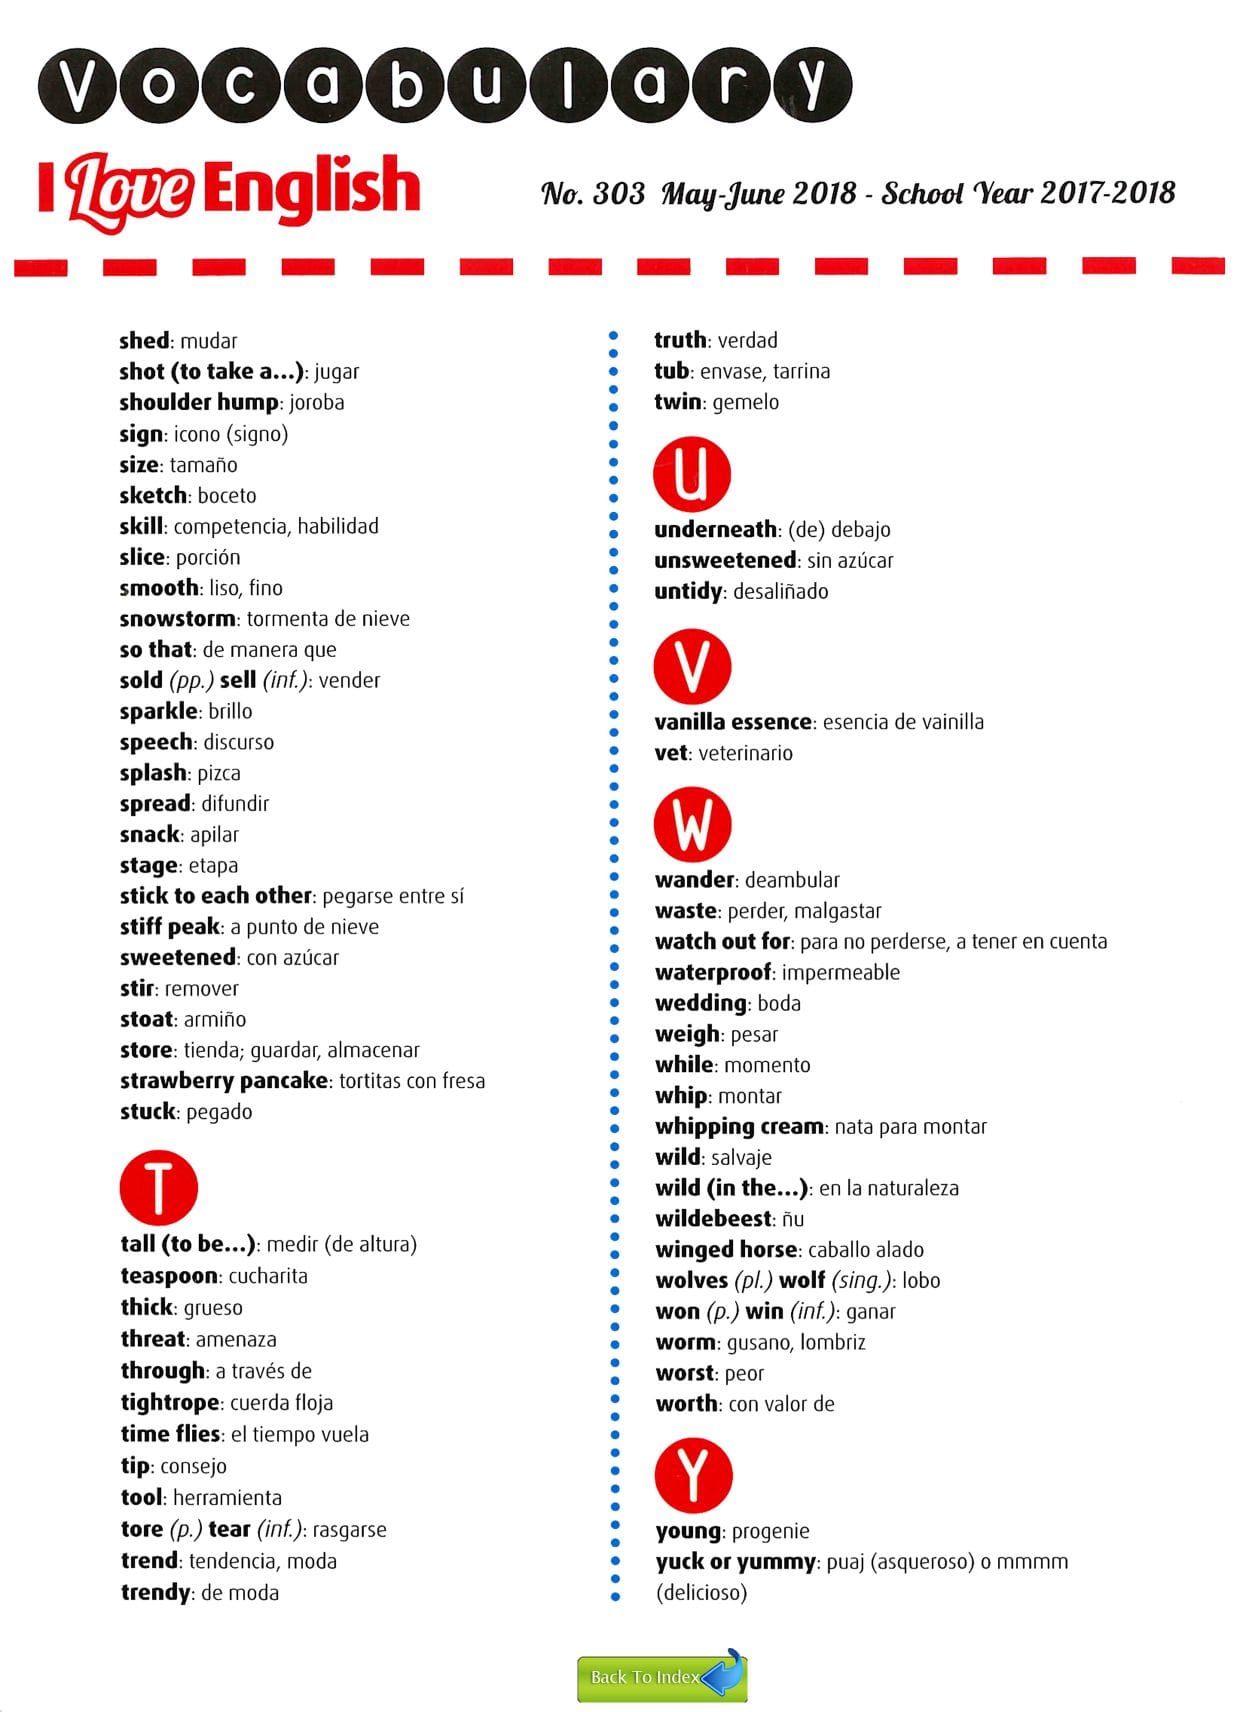 Vocabulary
I Love English
No. 303 May-June 2018 - School Year 2017-2018
shed: mudar
shot (to take a...): jugar
shoulder hump: joroba
sign: icono (signo)
size: tamaño
sketch: boceto
skill: competencia, habilidad
slice: porción
smooth: liso, fino
snowstorm: tormenta de nieve
so that: de manera que
sold (pp.) sell (inf.): vender
sparkle: brillo
speech: discurso
splash: pizca
spread: difundir
snack: apilar
stage: etapa
stick to each other: pegarse entre sí
stiff peak: a punto de nieve
sweetened: con azúcar
stir: remover
stoat: armiño
store: tienda; guardar, almacenar
strawberry pancake: tortitas con fresa
stuck: pegado
T
tall (to be...): medir (de altura)
teaspoon: cucharita
thick: grueso
threat: amenaza
through: a través de
tightrope: cuerda floja
time flies: el tiempo vuela
tip: consejo
tool: herramienta
tore (p.) tear (inf.): rasgarse
trend: tendencia, moda
trendy: de moda
truth: verdad
tub: envase, tarrina
twin: gemelo
U
underneath: (de) debajo
unsweetened: sin azúcar
untidy: desaliñado
V
vanilla essence: esencia de vainilla
vet: veterinario
W
wander: deambular
waste: perder, malgastar
watch out for: para no perderse, a tener en cuenta
waterproof: impermeable
wedding: boda
weigh: pesar
while: momento
whip: montar
whipping cream: nata para montar
wild: salvaje
wild (in the...): en la naturaleza
wildebeest: ñu
winged horse: caballo alado
wolves (pl.) wolf (sing.): lobo
won (p.) win (inf.): ganar
worm: gusano, lombriz
worst: peor
worth: con valor de
Y
young: progenie
yuck or yummy: puaj (asqueroso) o mmmm
(delicioso)
Back To Index